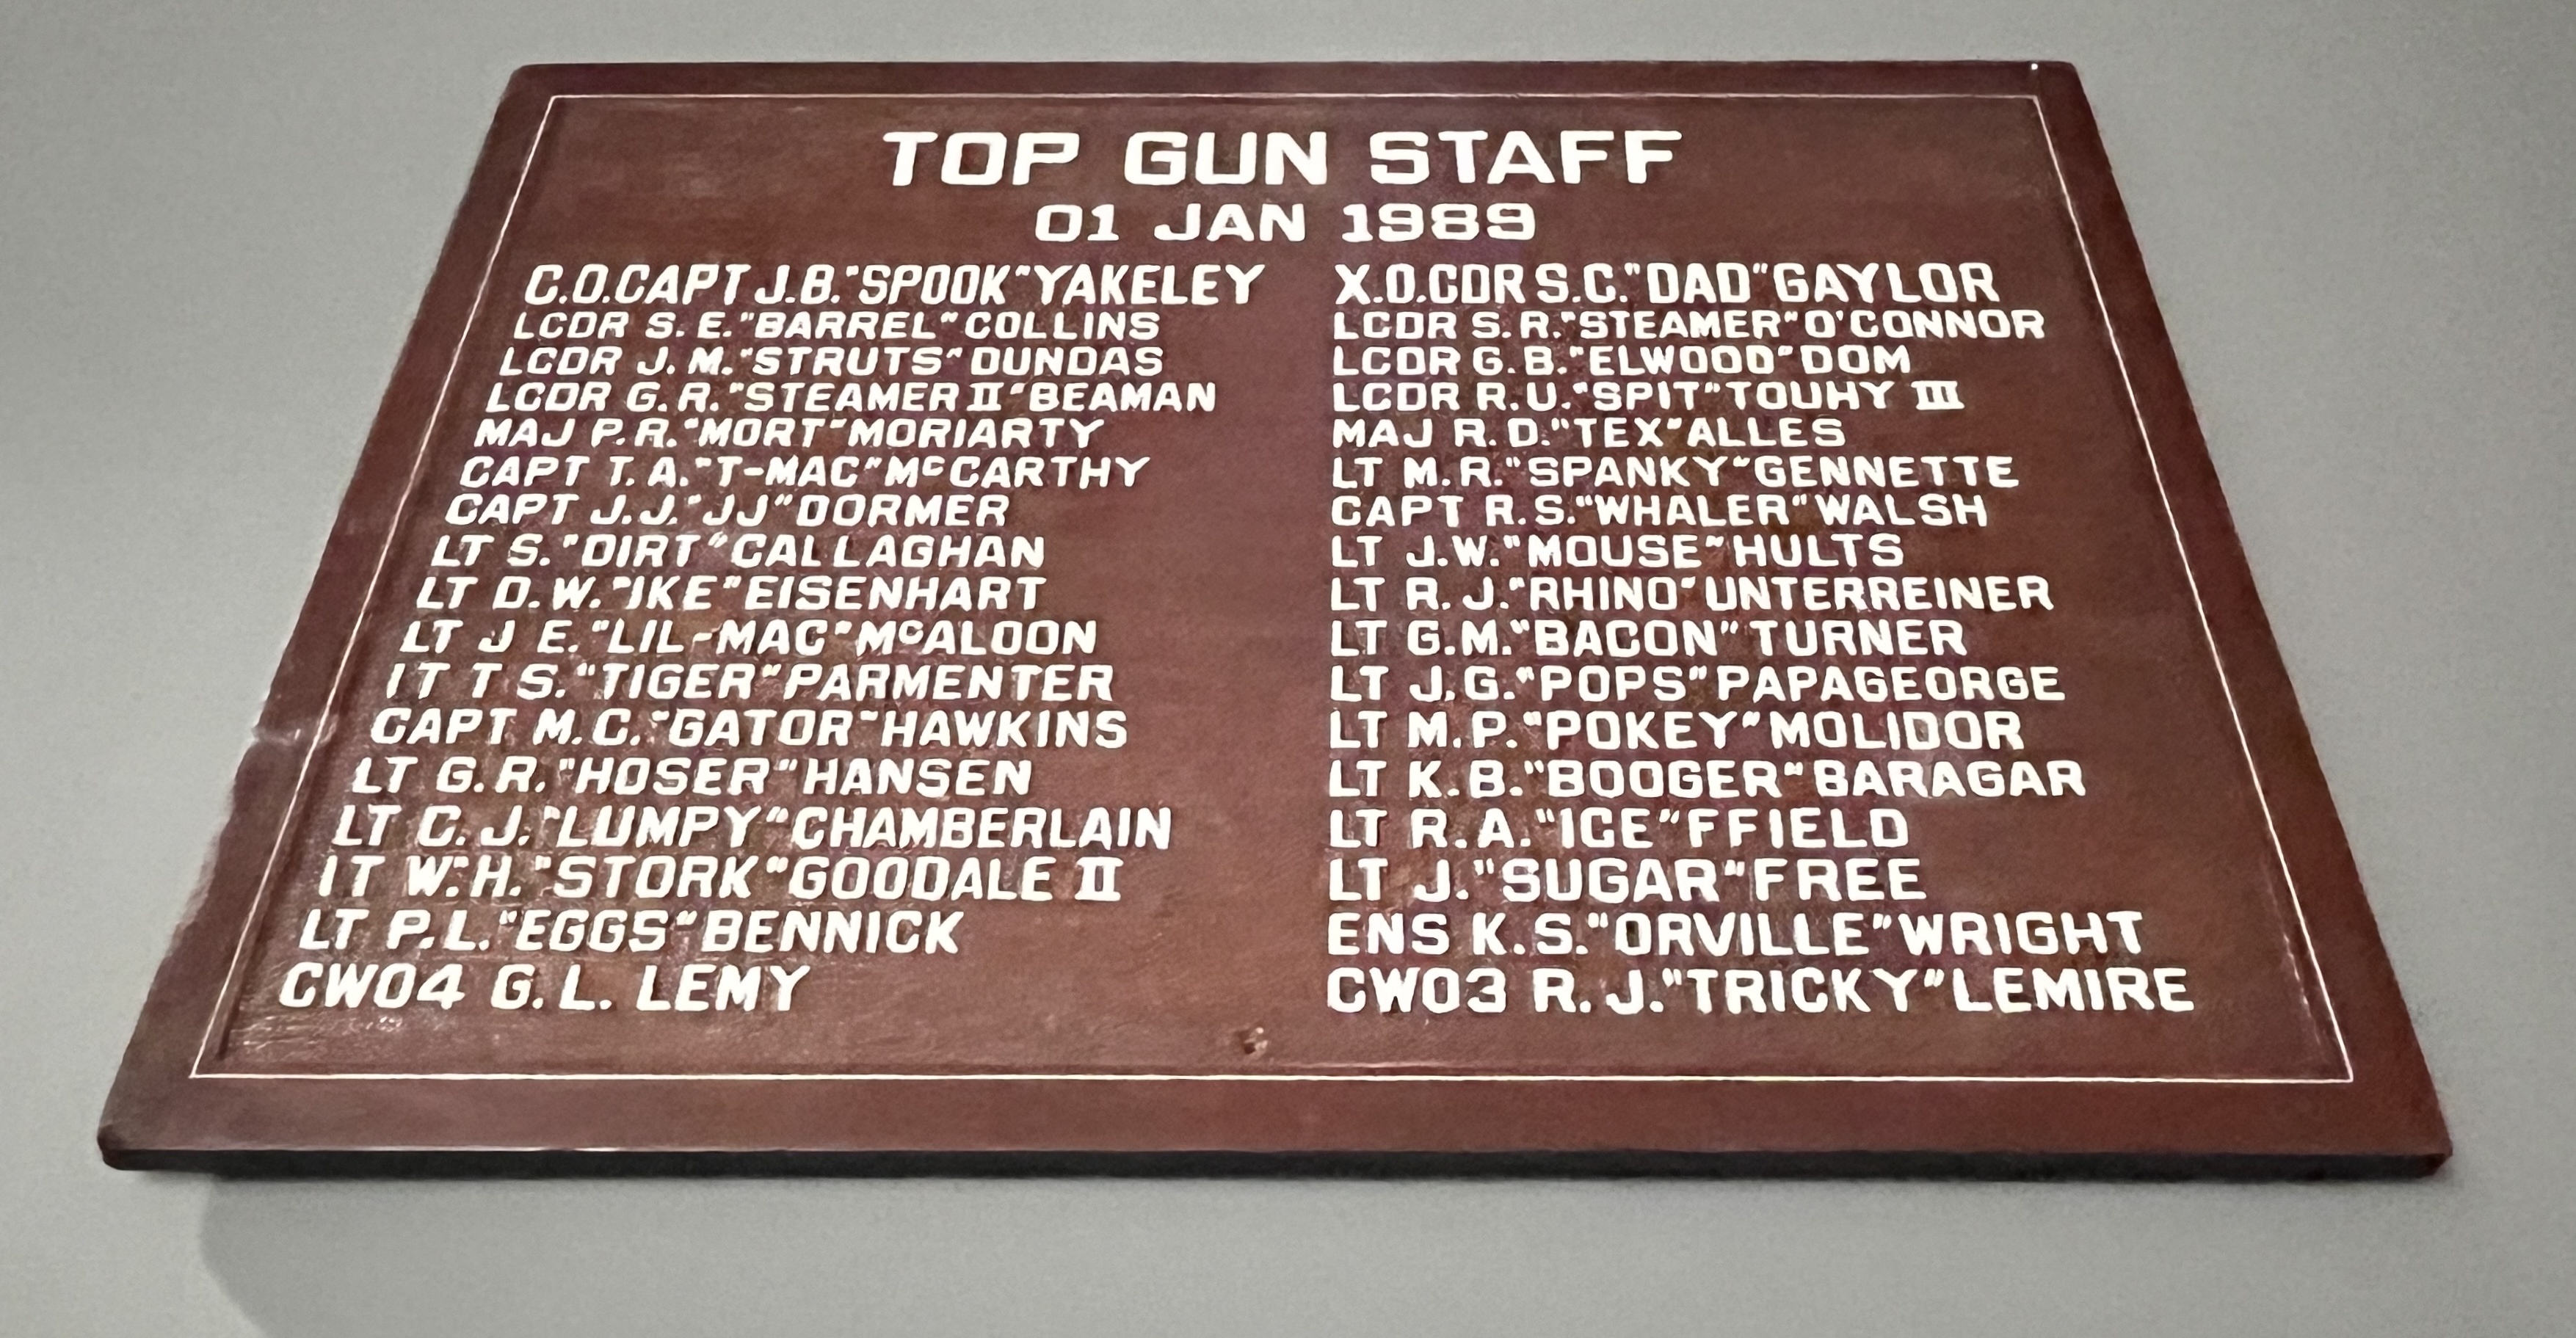 TOP GUN STAFF
01 JAN 1989
C.O. CAPT J.B. "SPOOK" YAKELEY
LCDR S. E. "BARREL" COLLINS
LCDR J. M. "STRUTS" DUNDAS
LCDR G. R. "STEAMER II" BEAMAN
MAJ P. R. "MORT" MORIARTY
CAPT T. A. "T-MAC" McCARTHY
CAPT J. J. "JJ" DORMER
LT S. "DIRT" CALLAGHAN
LT D. W. "IKE" EISENHART
LT J E. "LIL-MAC" McALOON
LT T S. "TIGER" PARMENTER
CAPT M. C. "GATOR" HAWKINS
LT G. R. "HOSER" HANSEN
LT C. J. "LUMPY" CHAMBERLAIN
LT W. H. "STORK" GOODALE II
LT P. L. "EGGS" BENNICK
CWO4 G. L. LEMY
X.O. CDR S.C. "DAD" GAYLOR
LCDR S. R. "STEAMER" O'CONNOR
LCDR G. B. "ELWOOD" DOM
LCDR R. U. "SPIT" TOUHY III
MAJ R. D. "TEX" ALLES
LT M. R. "SPANKY" GENNETTE
CAPT R. S. "WHALER" WALSH
LT J. W. "MOUSE" HULTS
LT R. J. "RHINO" UNTERREINER
LT G. M. "BACON" TURNER
LT J. G. "POPS" PAPAGEORGE
LT M. P. "POKEY" MOLIDOR
LT K. B. "BOOGER" BARAGAR
LT R. A. "ICE" FFIELD
LT J. "SUGAR" FREE
ENS K. S. "ORVILLE" WRIGHT
CWO3 R. J. "TRICKY" LEMIRE